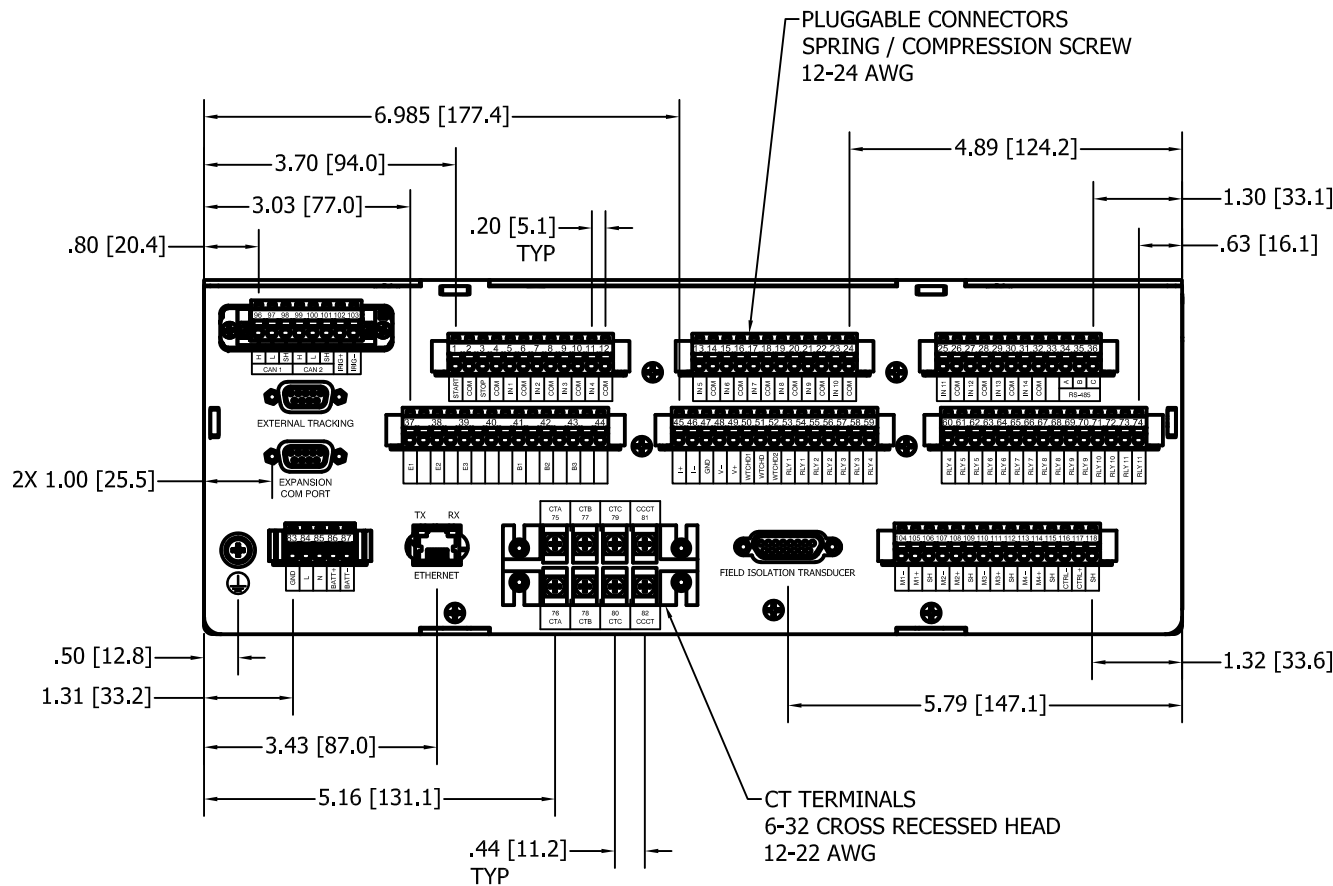 PLUGGABLE CONNECTORS
SPRING / COMPRESSION SCREW
12-24 AWG
6.985 [177.4]
4.89 [124.2]
3.70 [94.0]
1.30 [33.1]
3.03 [77.0]
.20 [5.1]
TYP
.80 [20.4]
.63 [16.1]
96 97 98 99 100 101 102 103
H L SH H L SH IRIG+ IRIG−
CAN 1 CAN 2
1 2 3 4 5 6 7 8 9 10 11 12
START COM STOP COM IN 1 COM IN 2 COM IN 3 COM IN 4 COM
13 14 15 16 17 18 19 20 21 22 23 24
IN 5 COM IN 6 COM IN 7 COM IN 8 COM IN 9 COM IN 10 COM
25 26 27 28 29 30 31 32 33 34 35 36
IN 11 COM IN 12 COM IN 13 COM IN 14 COM A B C
RS-485
EXTERNAL TRACKING
37 38 39 40 41 42 43 44
E1 E2 E3 B1 B2 B3
45 46 47 48 49 50 51 52 53 54 55 56 57 58 59
I+ I− GND V− V+ WTCHD1 WTCHD WTCHD2 RLY 1 RLY 1 RLY 2 RLY 2 RLY 3 RLY 3 RLY 4
60 61 62 63 64 65 66 67 68 69 70 71 72 73 74
RLY 4 RLY 5 RLY 5 RLY 6 RLY 6 RLY 7 RLY 7 RLY 8 RLY 8 RLY 9 RLY 9 RLY 10 RLY 10 RLY 11 RLY 11
2X 1.00 [25.5]
EXPANSION
COM PORT
TX RX
ETHERNET
83 84 85 86 87
GND L N BATT+ BATT−
CTA CTB CTC CCCT
75 77 79 81
76 78 80 82
CTA CTB CTC CCCT
FIELD ISOLATION TRANSDUCER
104 105 106 107 108 109 110 111 112 113 114 115 116 117 118
M1− M1+ SH M2− M2+ SH M3− M3+ SH M4− M4+ SH CTRL− CTRL+ SH
.50 [12.8]
1.32 [33.6]
1.31 [33.2]
5.79 [147.1]
3.43 [87.0]
5.16 [131.1]
CT TERMINALS
6-32 CROSS RECESSED HEAD
12-22 AWG
.44 [11.2]
TYP